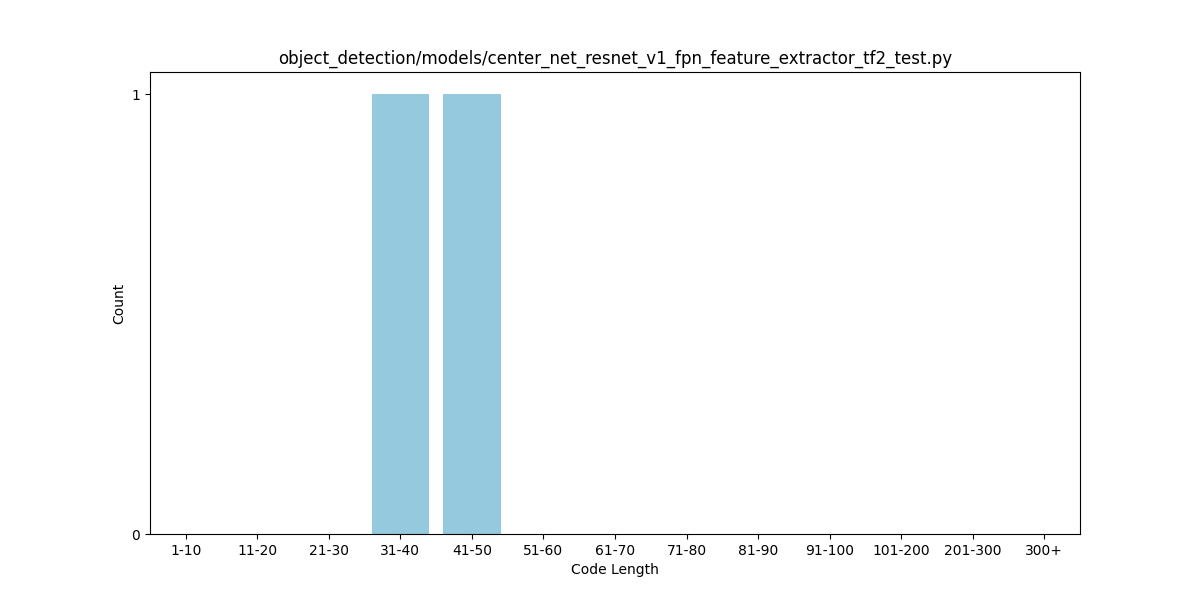 object_detection/models/center_net_resnet_v1_fpn_feature_extractor_tf2_test.py
1
Count
0
1-10 11-20 21-30 31-40 41-50 51-60 61-70 71-80 81-90 91-100 101-200 201-300 300+
Code Length